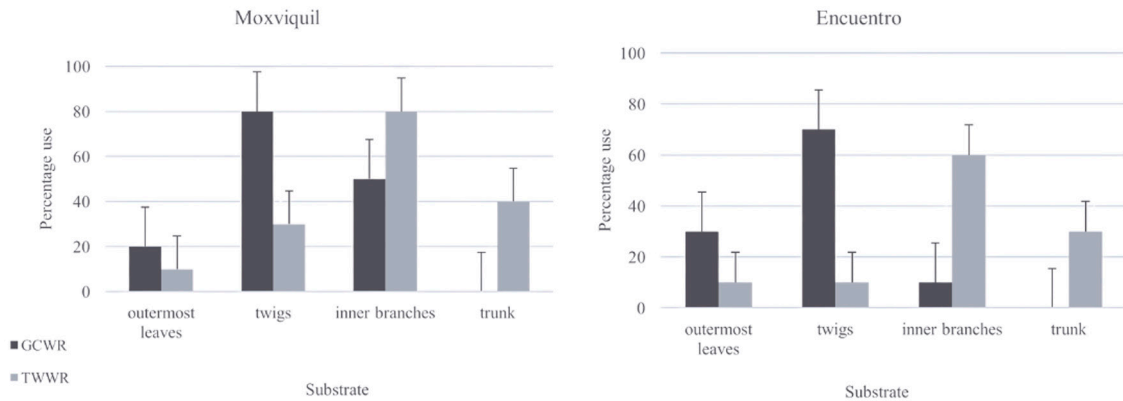 Moxviquil
Percentage use
100
80
60
40
20
0
outermost
leaves
twigs
inner branches
trunk
GCWR
TWWR
Substrate
Encuentro
Percentage use
100
80
60
40
20
0
outermost
leaves
twigs
inner branches
trunk
Substrate